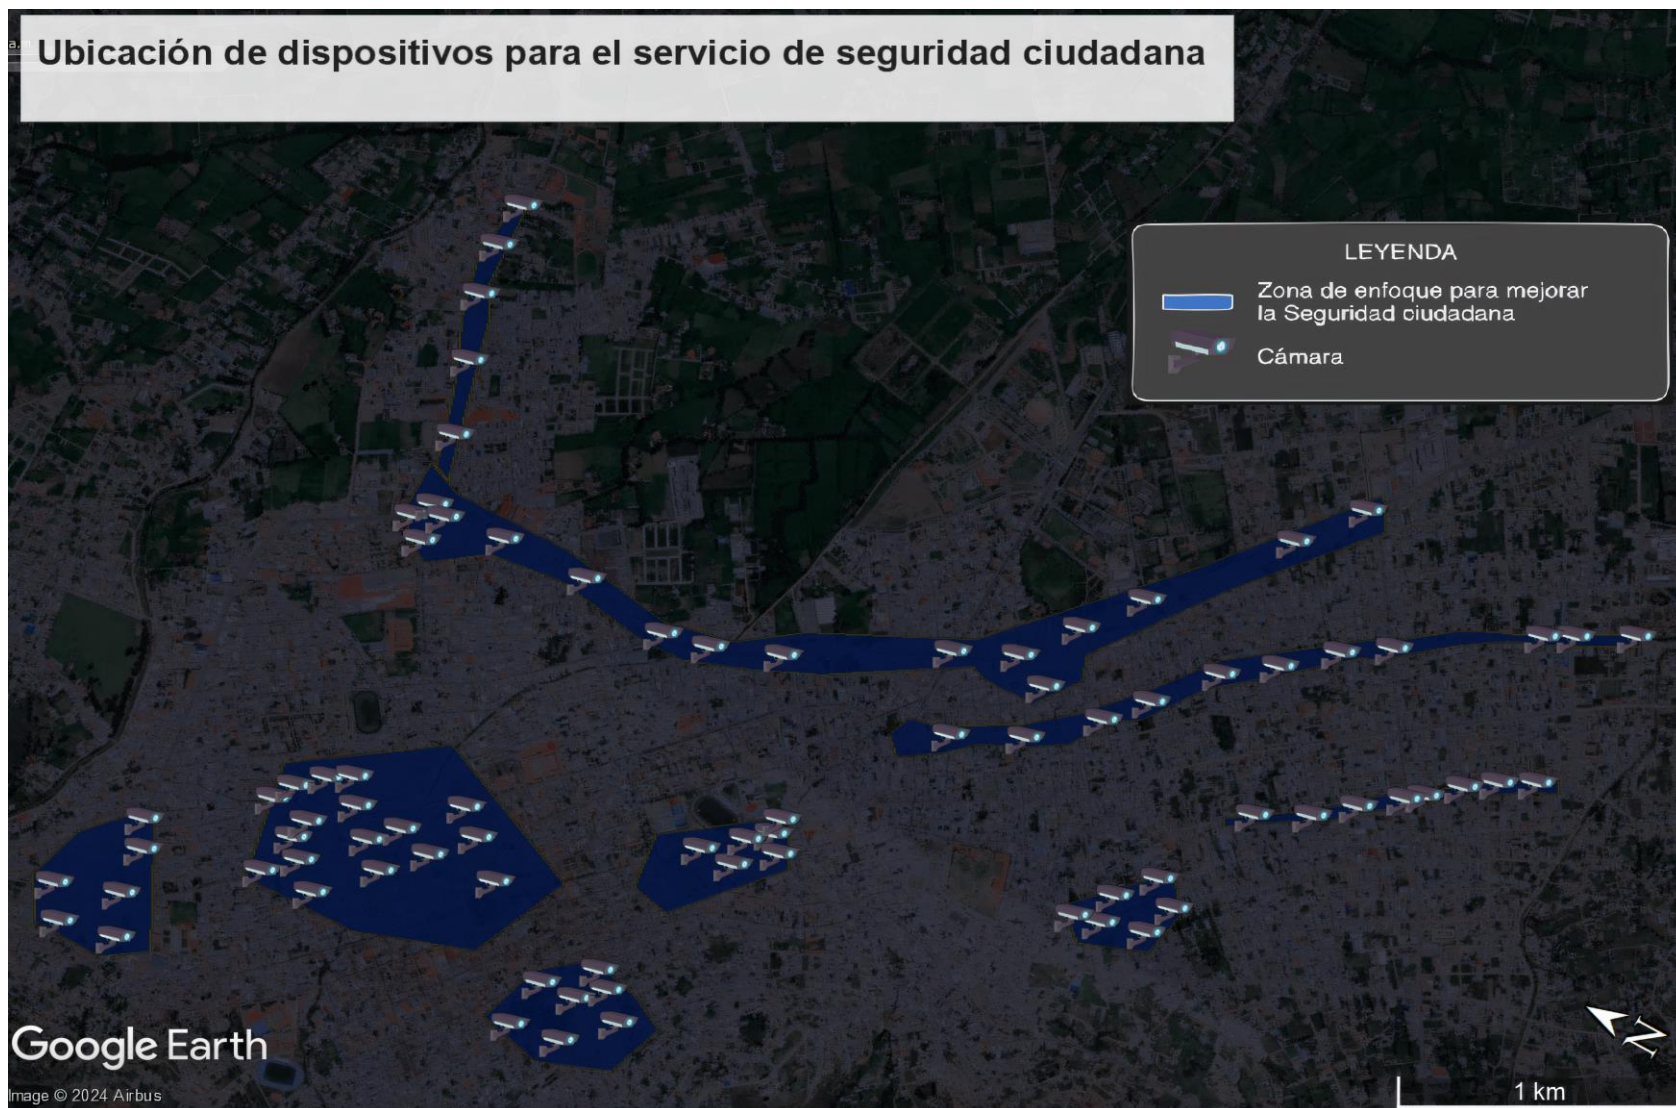 a.m
Ubicación de dispositivos para el servicio de seguridad ciudadana
LEYENDA
Zona de enfoque para mejorar
la Seguridad ciudadana
Cámara
Google Earth
Image © 2024 Airbus
N
1 km